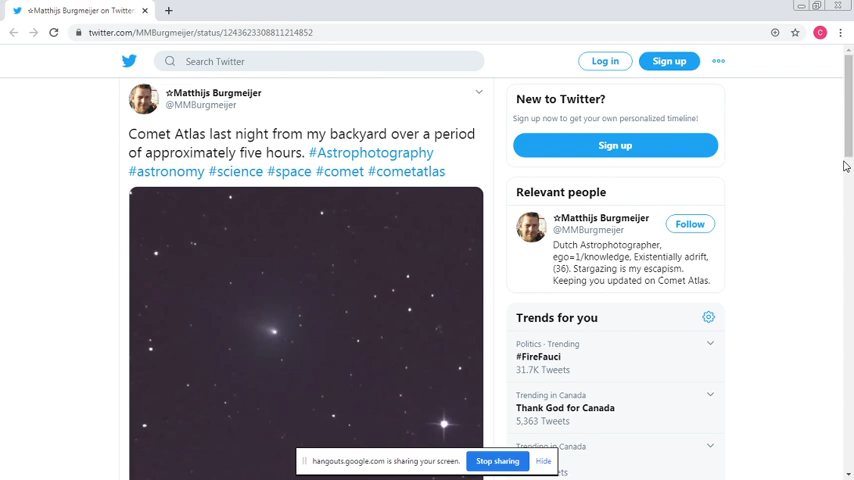 ☆Matthijs Burgmeijer on Twitter
twitter.com/MMBurgmeijer/status/1243623308811214852
C
Search Twitter
Log in
Sign up
☆Matthijs Burgmeijer
@MMBurgmeijer
Comet Atlas last night from my backyard over a period
of approximately five hours. #Astrophotography
#astronomy #science #space #comet #cometatlas
New to Twitter?
Sign up now to get your own personalized timeline!
Sign up
Relevant people
☆Matthijs Burgmeijer
@MMBurgmeijer
Follow
Dutch Astrophotographer,
ego=1/knowledge, Existentially adrift,
(36). Stargazing is my escapism.
Keeping you updated on Comet Atlas.
Trends for you
Politics · Trending
#FireFauci
31.7K Tweets
Trending in Canada
Thank God for Canada
5,363 Tweets
Trending in Canada
hangouts.google.com is sharing your screen.
Stop sharing
Hide